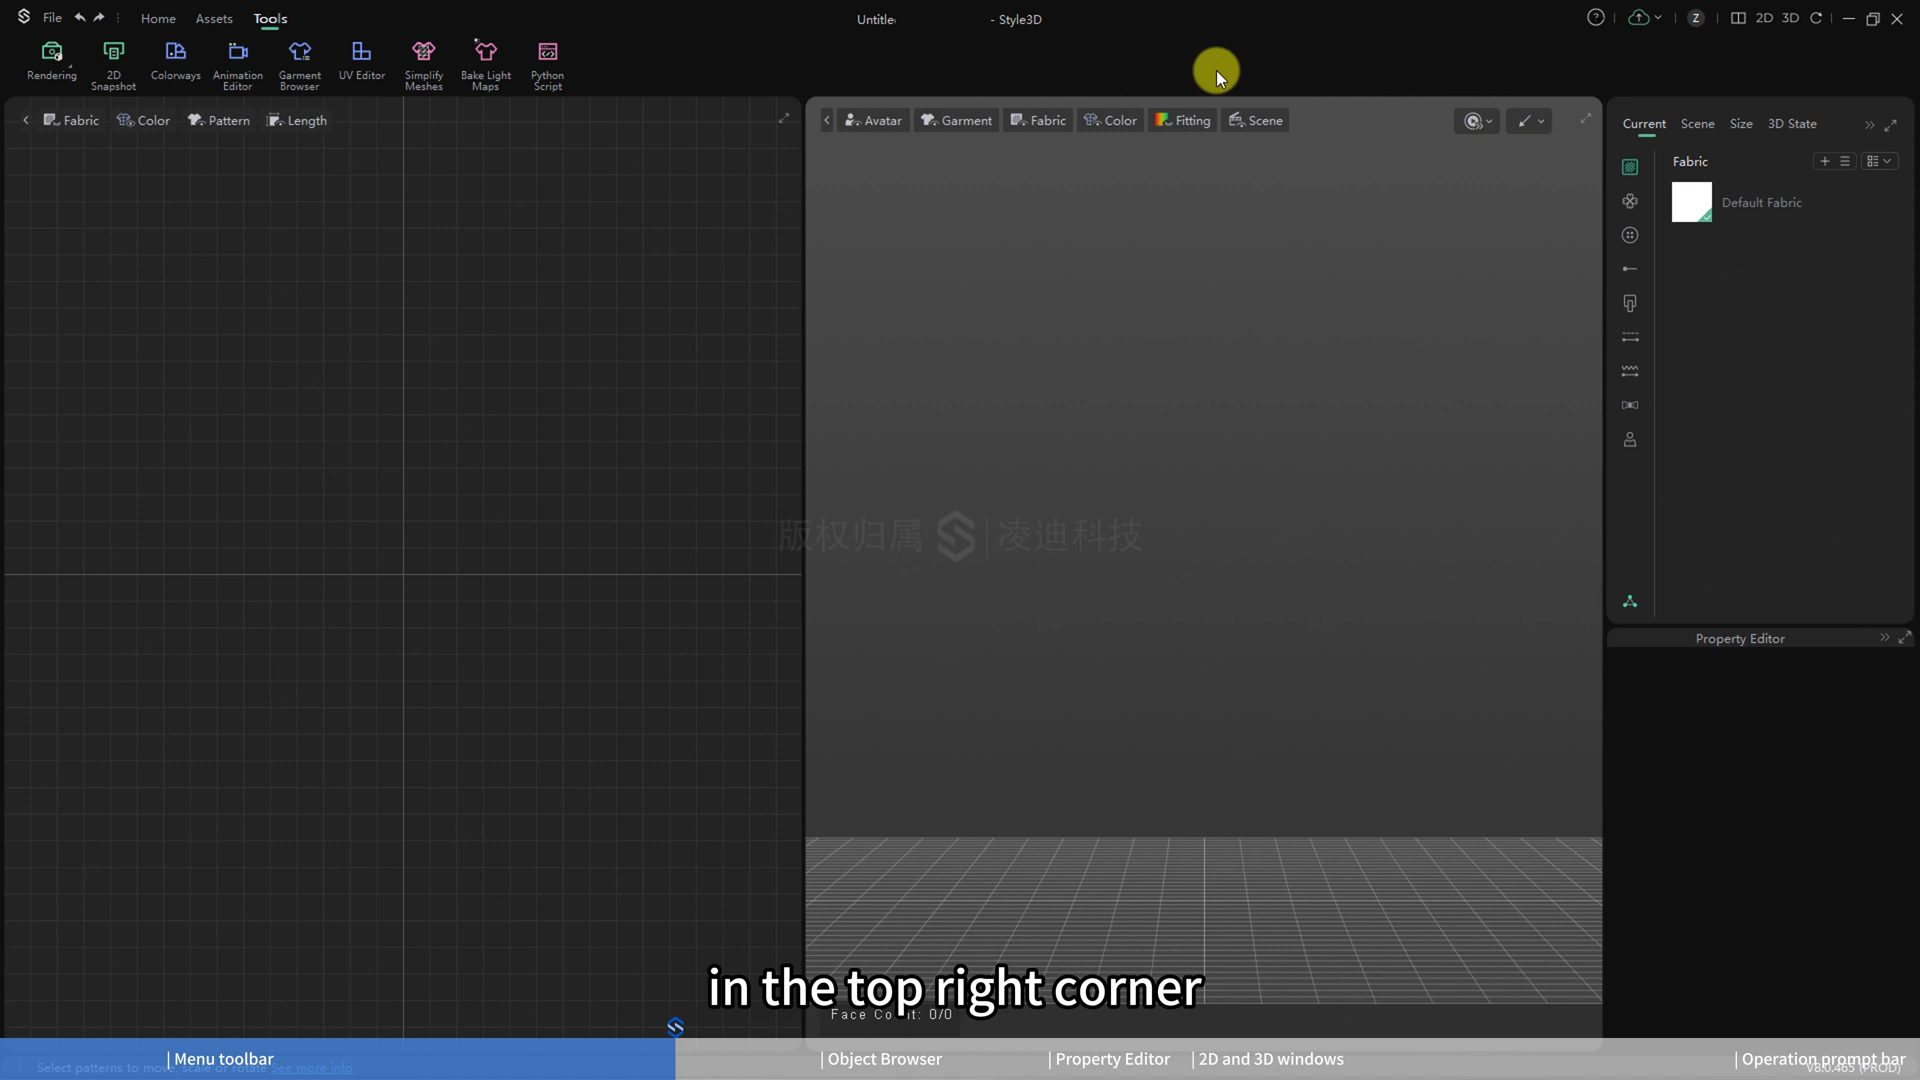 File Home Assets Tools
Untitle - Style3D
Z 2D 3D
Rendering
2D Snapshot
Colorways
Animation Editor
Garment Browser
UV Editor
Simplify Meshes
Bake Light Maps
Python Script
Fabric Color Pattern Length
Avatar Garment Fabric Color Fitting Scene
Current Scene Size 3D State
Fabric
Default Fabric
版权归属 凌迪科技
Property Editor
in the top right corner
Face Count: 0/0
| Menu toolbar | Object Browser | Property Editor | 2D and 3D windows | Operation prompt bar
Select patterns to move, scale or rotate See more info
V8.0.465 (PROD)